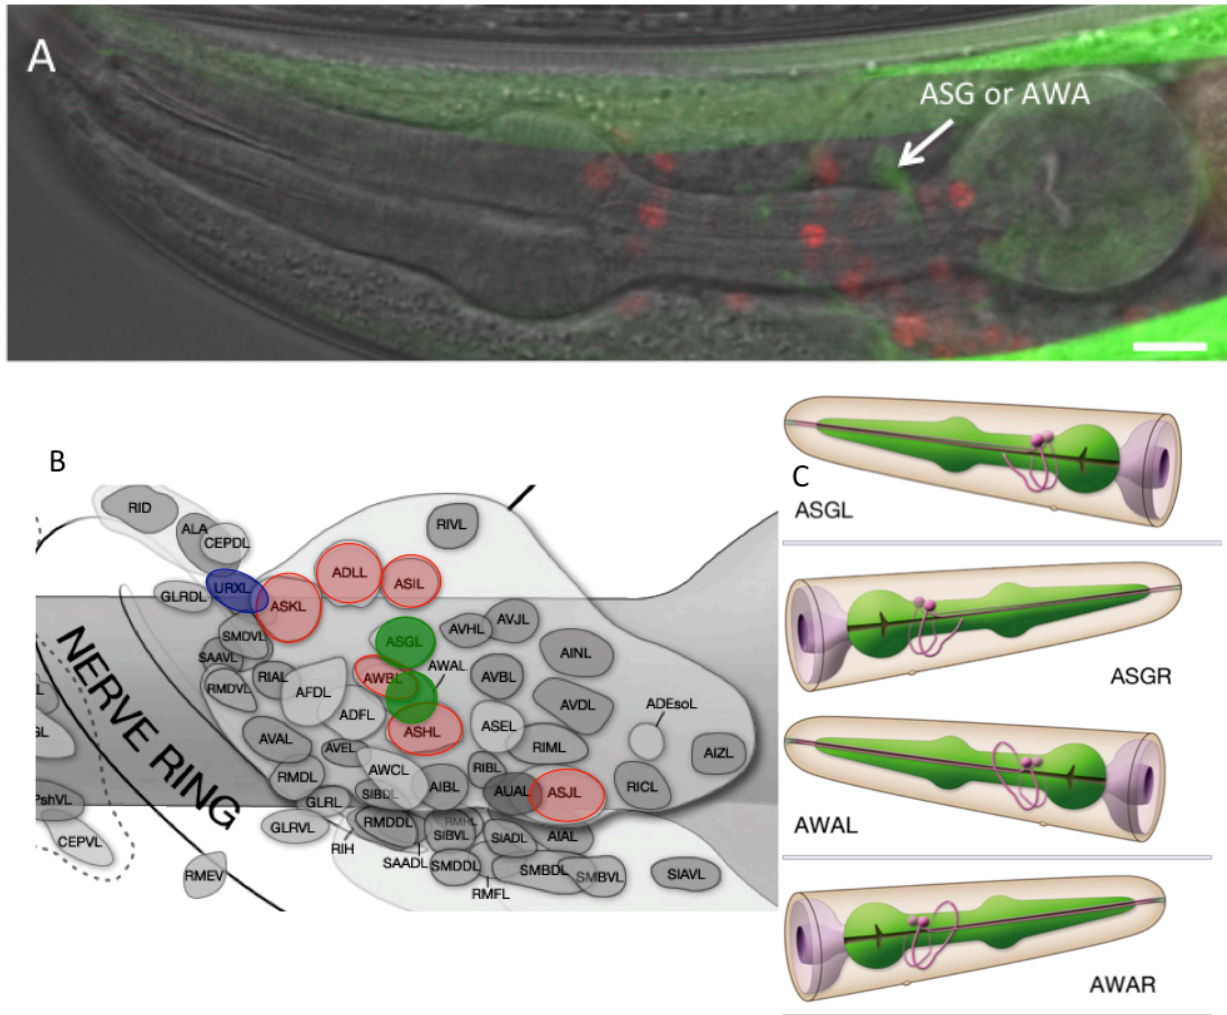 A
ASG or AWA
B
RID
ALA
CEPDL
RIVL
URXL
GLRDL
ASKL
ADLL
ASIL
SMDVL
SAAVL
RMDVL
RIAL
AFDL
ASGL
AWBL
AWAL
AVHL
AVJL
AINL
AVBL
AVDL
ADFL
ASHL
ASEL
ADEsoL
AVAL
AVEL
RIML
AIZL
RMDL
AWCL
RIBL
AIBL
SIBDL
AUAL
ASJL
RICL
GLRL
GLRVL
RIH
RMDDL
RMHL
SIBVL
SIADL
AIAL
SAADL
SMDDL
RMFL
SMBDL
SMBVL
SIAVL
NERVE RING
PshVL
CEPVL
RMEV
C
ASGL
ASGR
AWAL
AWAR